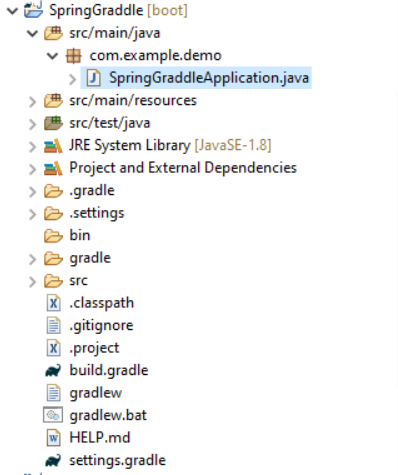 SpringGraddle [boot]
src/main/java
com.example.demo
SpringGraddleApplication.java
src/main/resources
src/test/java
JRE System Library [JavaSE-1.8]
Project and External Dependencies
.gradle
.settings
bin
gradle
src
.classpath
.gitignore
.project
build.gradle
gradlew
gradlew.bat
HELP.md
settings.gradle